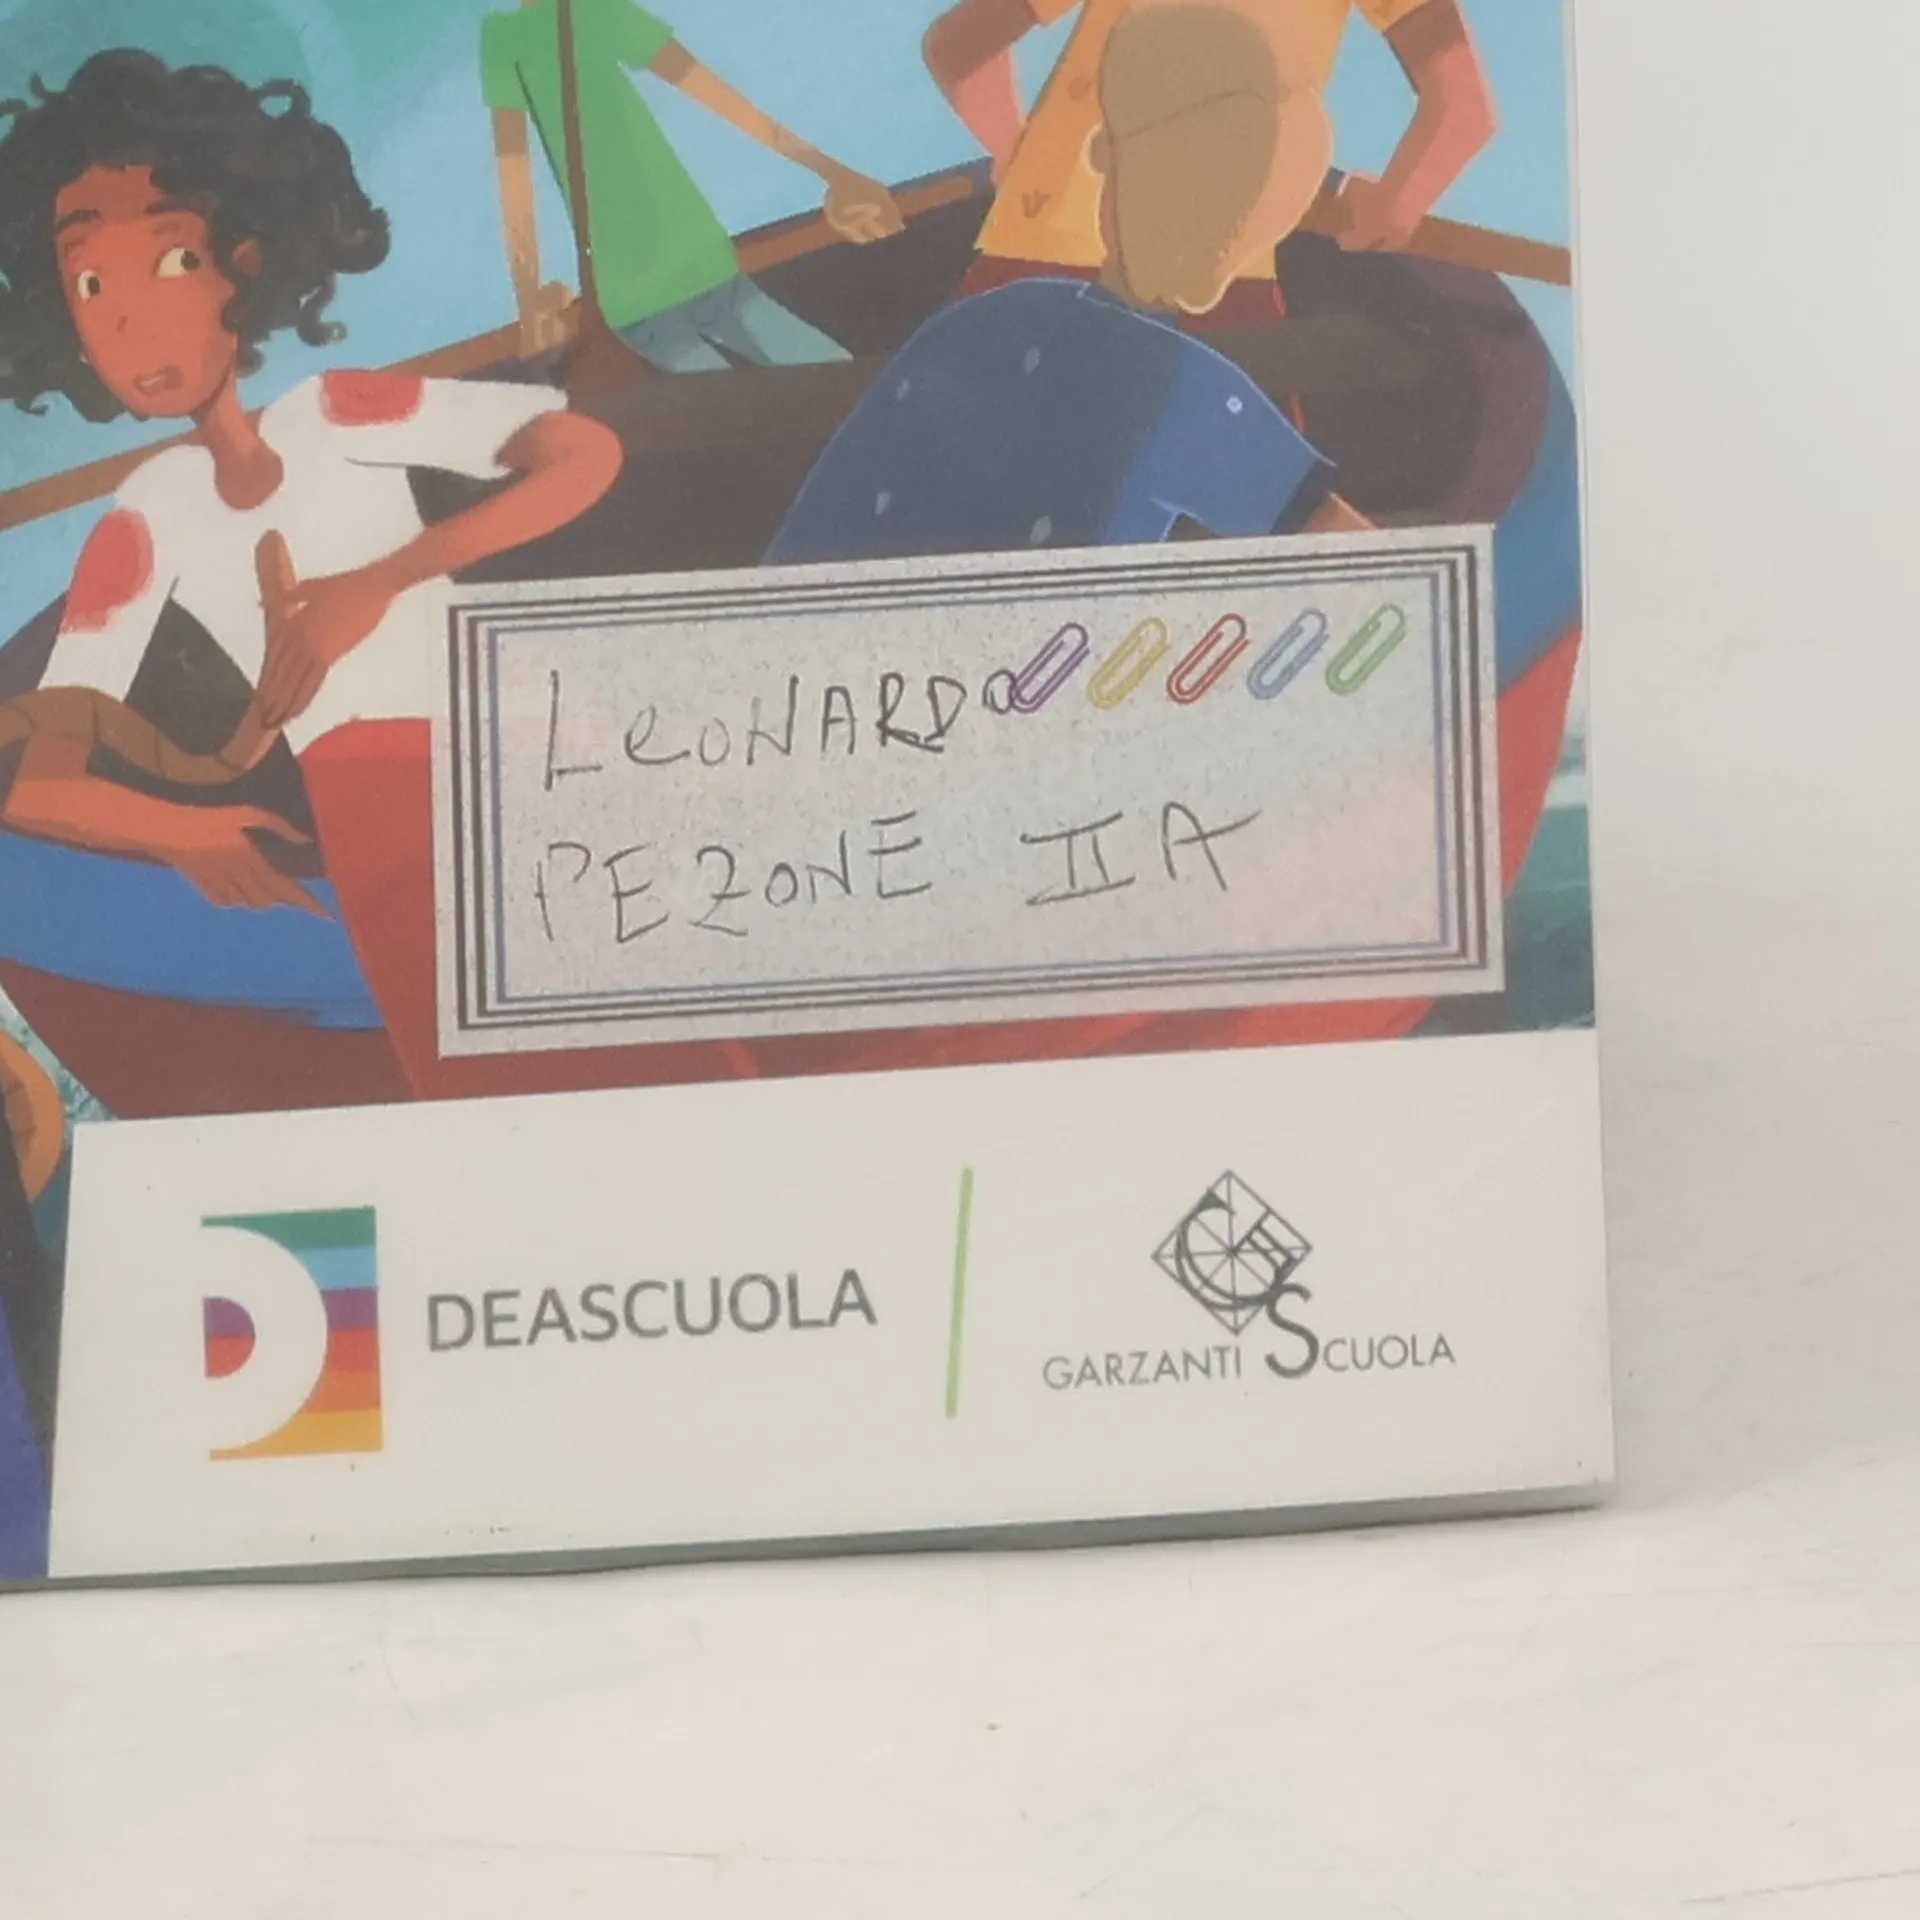 LeONARDO
PEZONE IIA
DEASCUOLA
GARZANTI SCUOLA